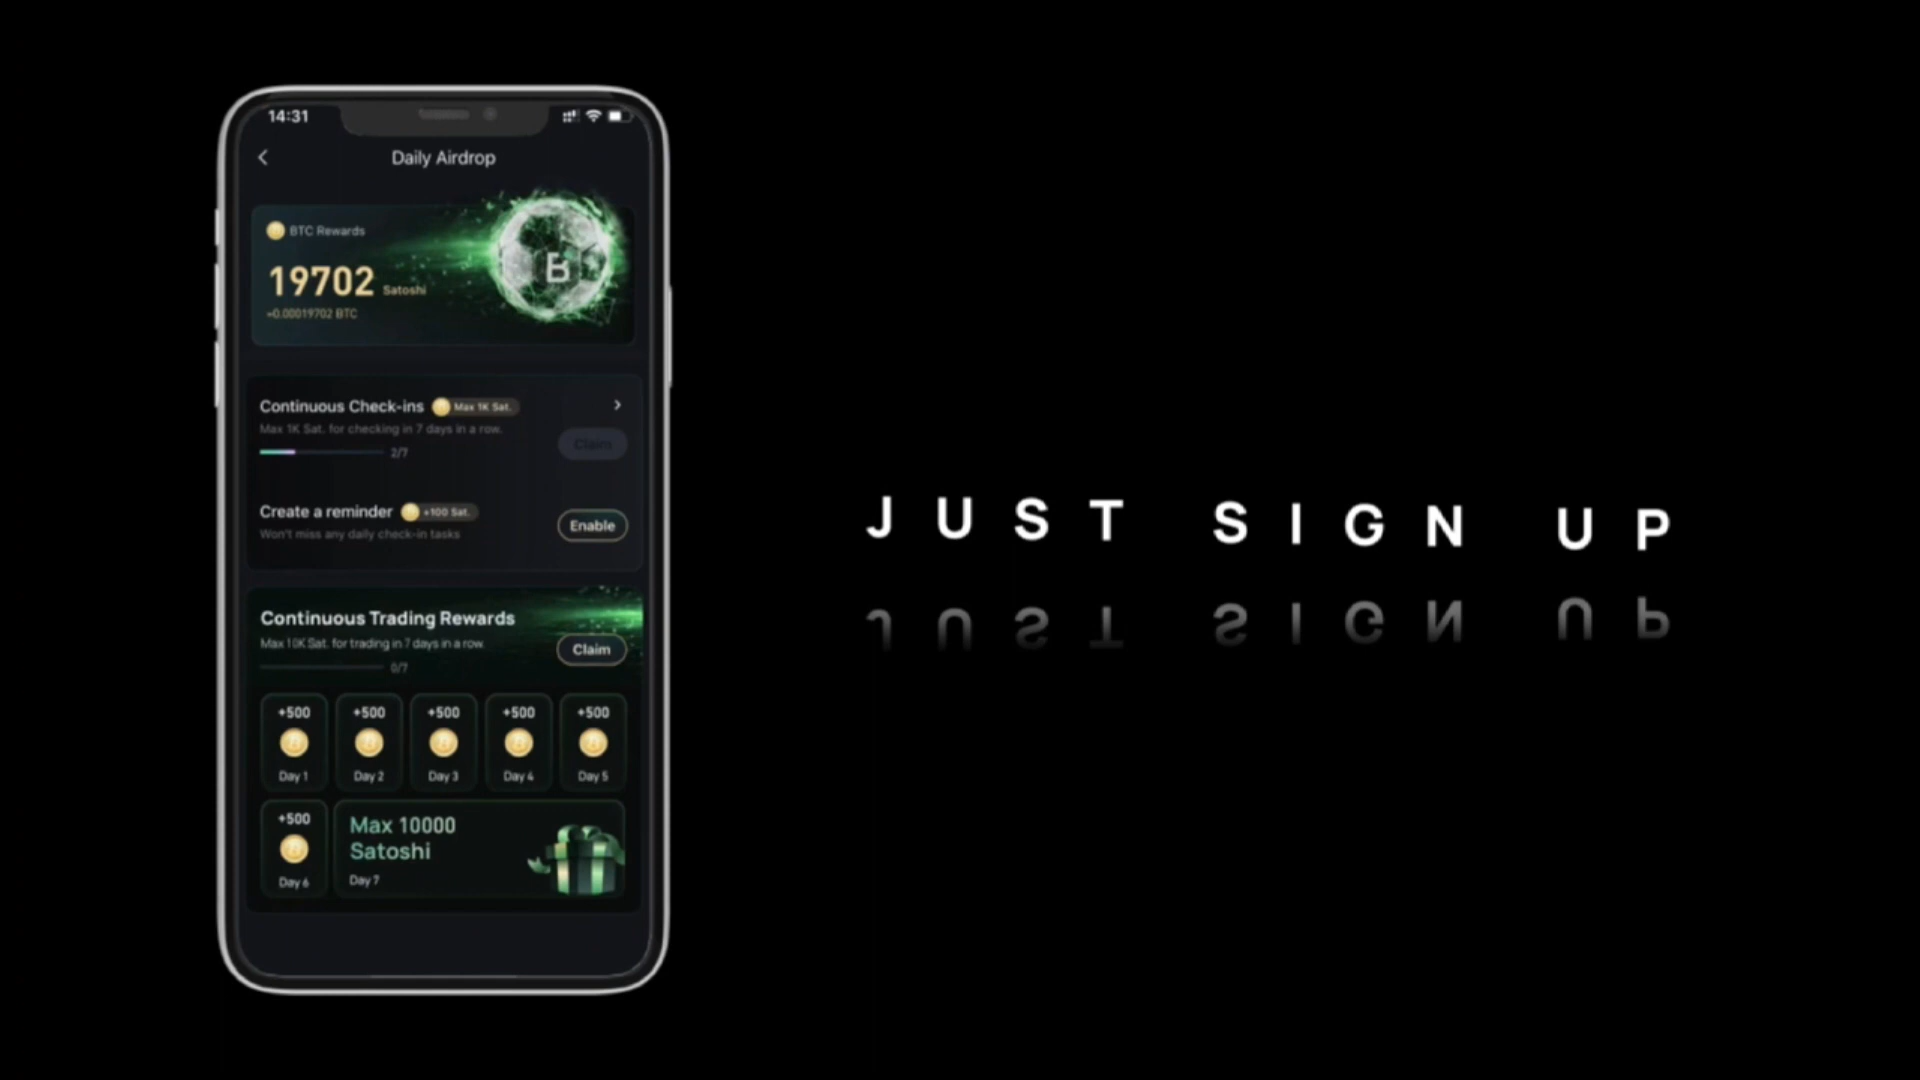 14:31
Daily Airdrop
BTC Rewards
19702 Satoshi
≈0.00019702 BTC
Continuous Check-ins Max 1K Sat.
Max 1K Sat. for checking in 7 days in a row.
2/7
Claim
Create a reminder +100 Sat.
Won't miss any daily check-in tasks
Enable
Continuous Trading Rewards
Max 10K Sat. for trading in 7 days in a row.
0/7
Claim
+500 +500 +500 +500 +500
Day 1 Day 2 Day 3 Day 4 Day 5
+500
Day 6
Max 10000
Satoshi
Day 7
JUST SIGN UP